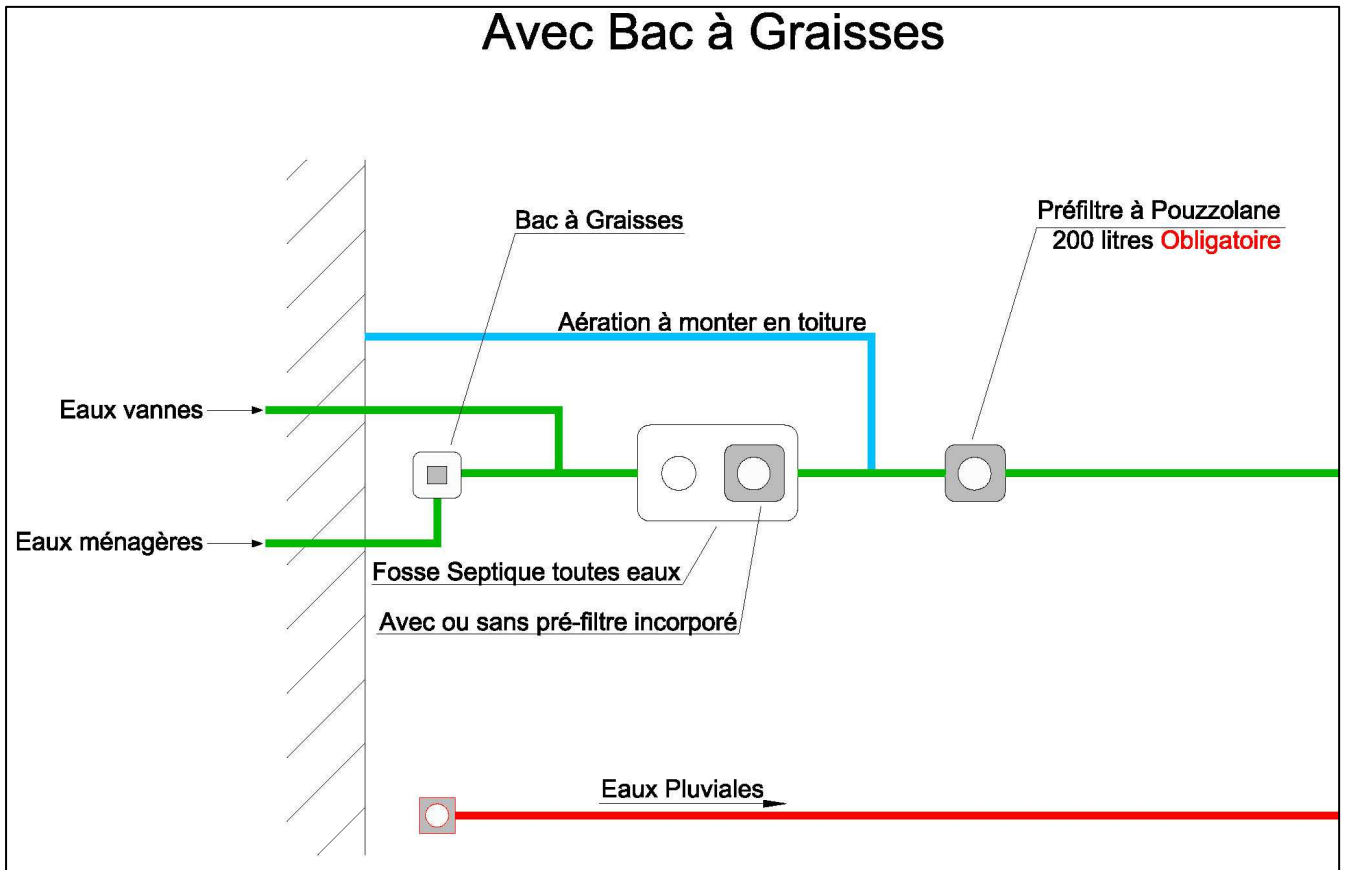 Avec Bac à Graisses
Bac à Graisses
Préfiltre à Pouzzolane
200 litres Obligatoire
Aération à monter en toiture
Eaux vannes
Eaux ménagères
Fosse Septique toutes eaux
Avec ou sans pré-filtre incorporé
Eaux Pluviales